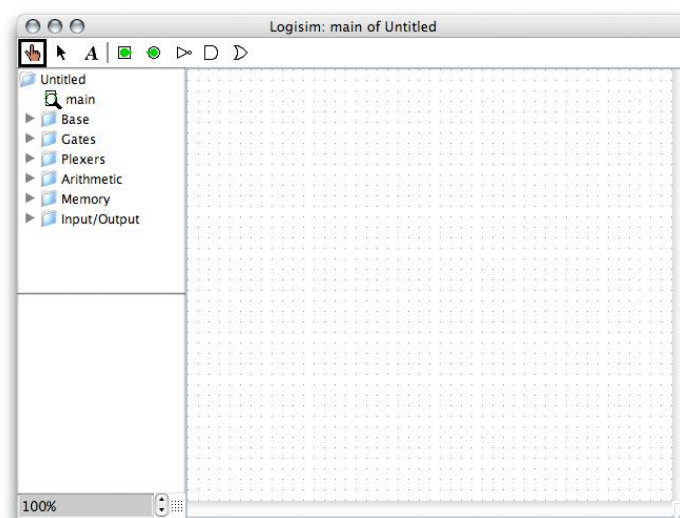 Logisim: main of Untitled
A
Untitled
main
Base
Gates
Plexers
Arithmetic
Memory
Input/Output
100%